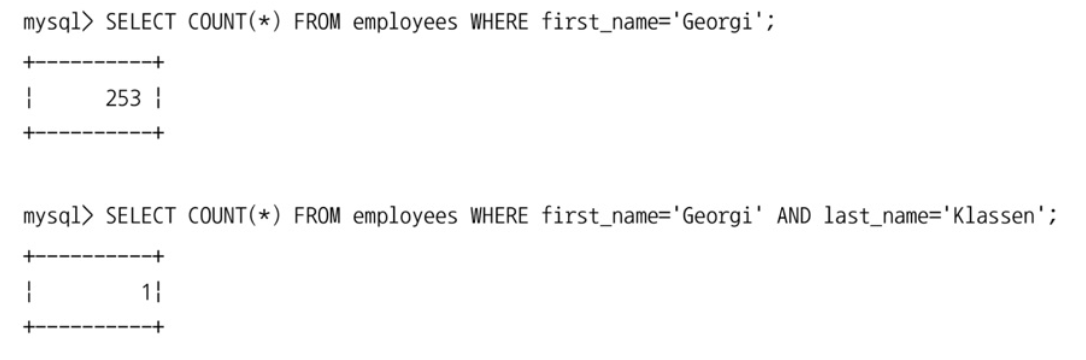 mysql> SELECT COUNT(*) FROM employees WHERE first_name='Georgi';
+----------+
¦      253 ¦
+----------+
mysql> SELECT COUNT(*) FROM employees WHERE first_name='Georgi' AND last_name='Klassen';
+----------+
¦         1¦
+----------+